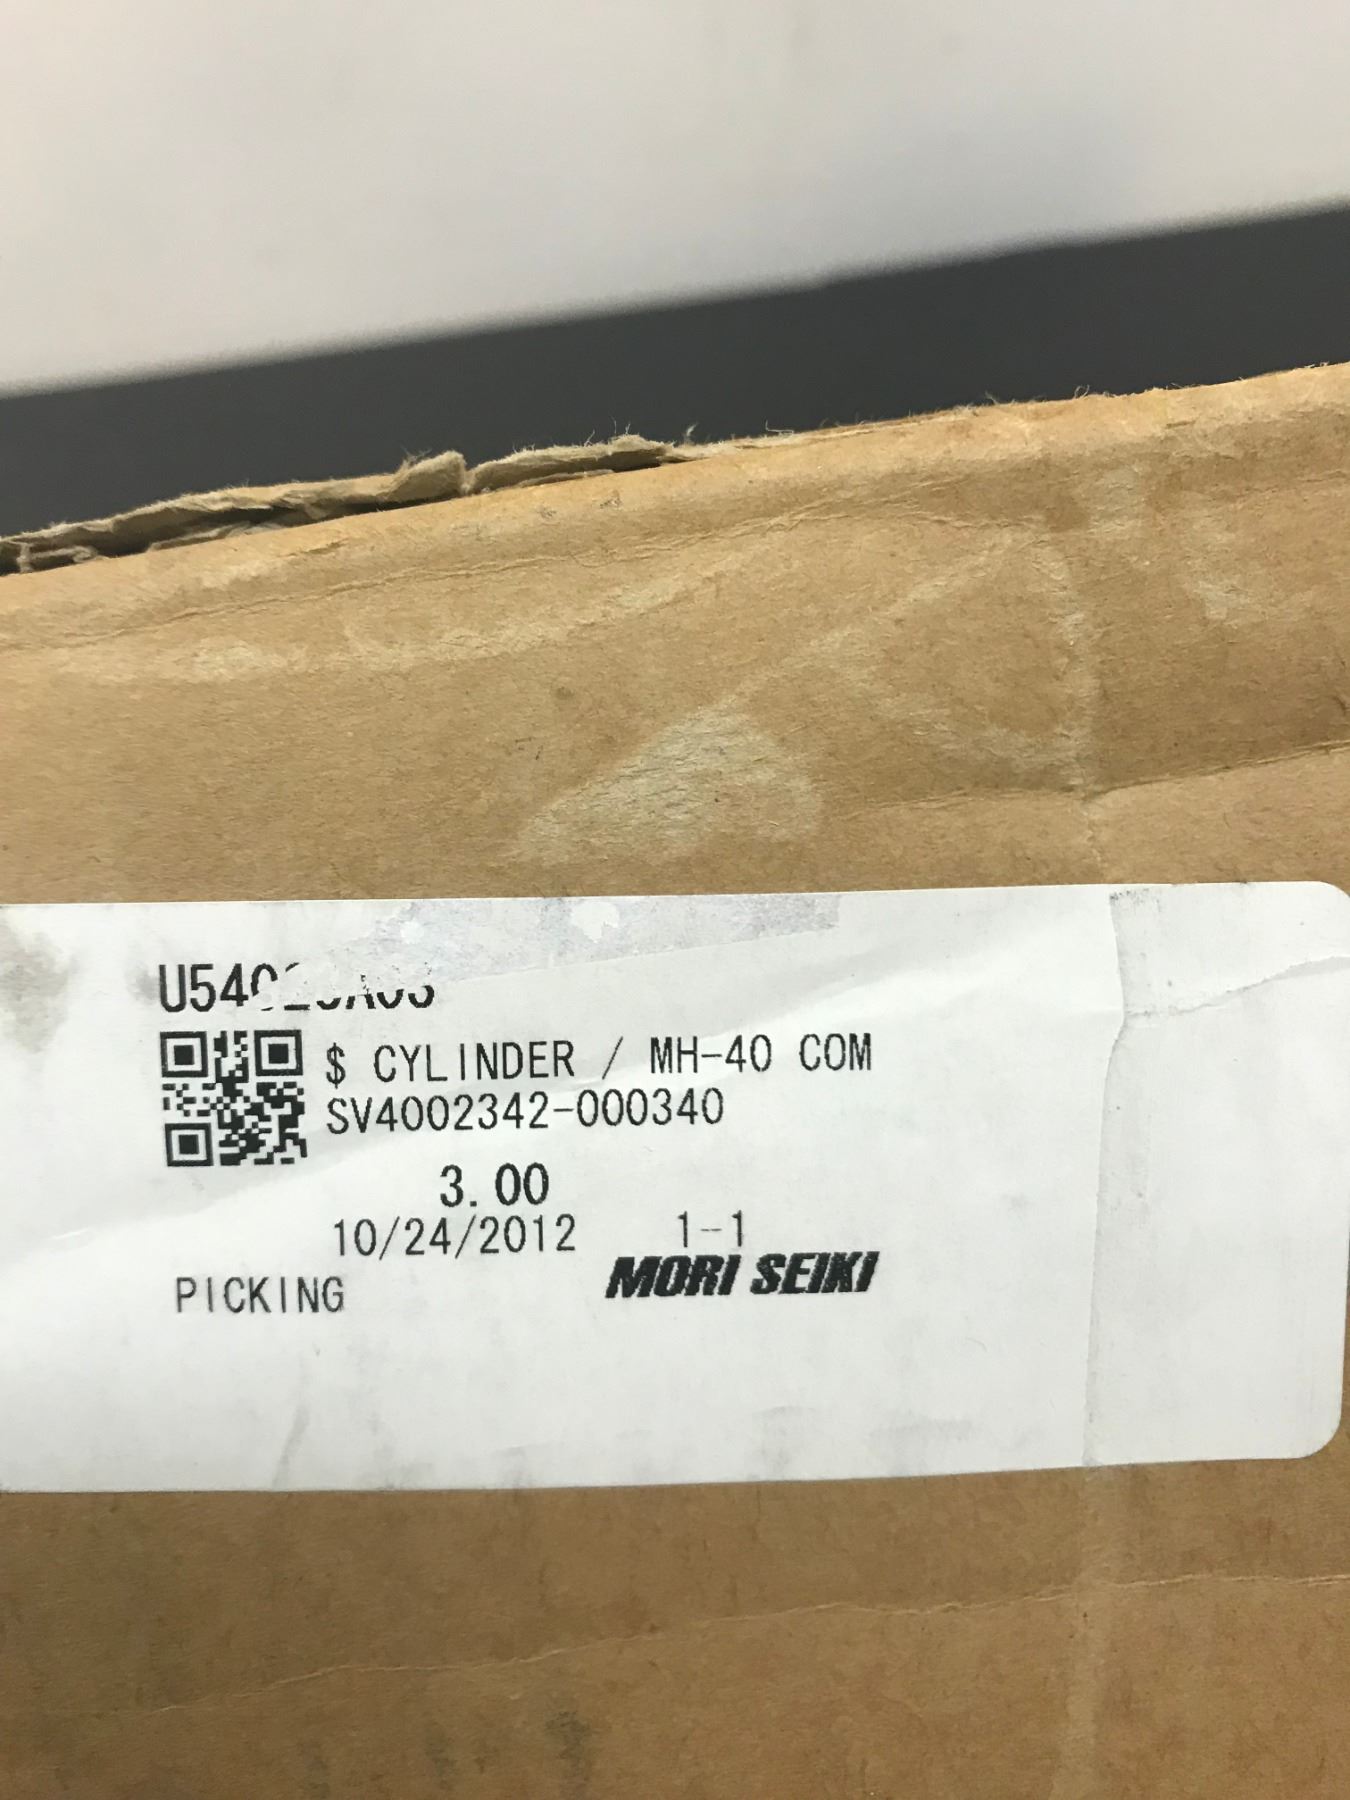 $ CYLINDER / MH-40 COM
SV4002342-000340
3.00
10/24/2012 1-1
MORI SEIKI
PICKING